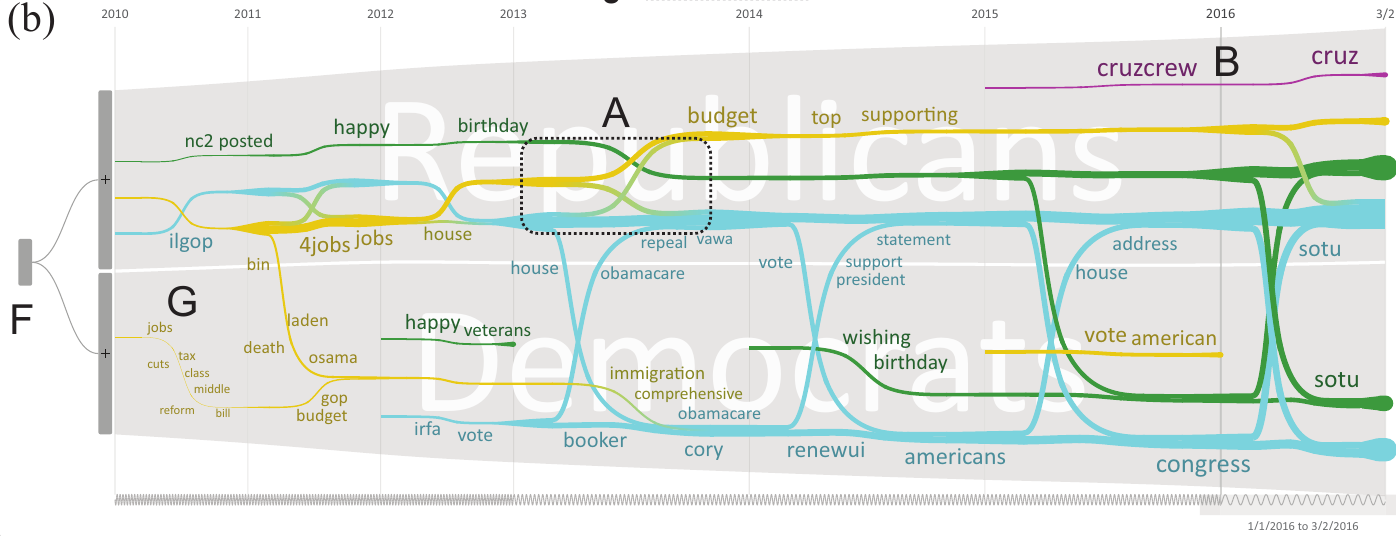 (b)
2010 2011 2012 2013 2014 2015 2016 3/2
Republicans
cruzcrew B cruz
A budget top supporting
nc2 posted happy birthday
ilgop 4jobs jobs house
repeal vawa statement address sotu
bin house obamacare vote support president house
F G
Democrats
jobs cuts tax class middle reform bill
laden death osama gop budget
happy veterans
wishing birthday
vote american
immigration comprehensive obamacare
sotu
irfa vote booker cory renewui americans congress
1/1/2016 to 3/2/2016